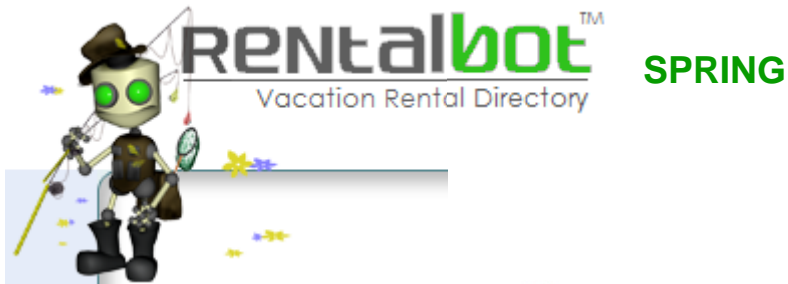 Rentalbot™
Vacation Rental Directory
SPRING